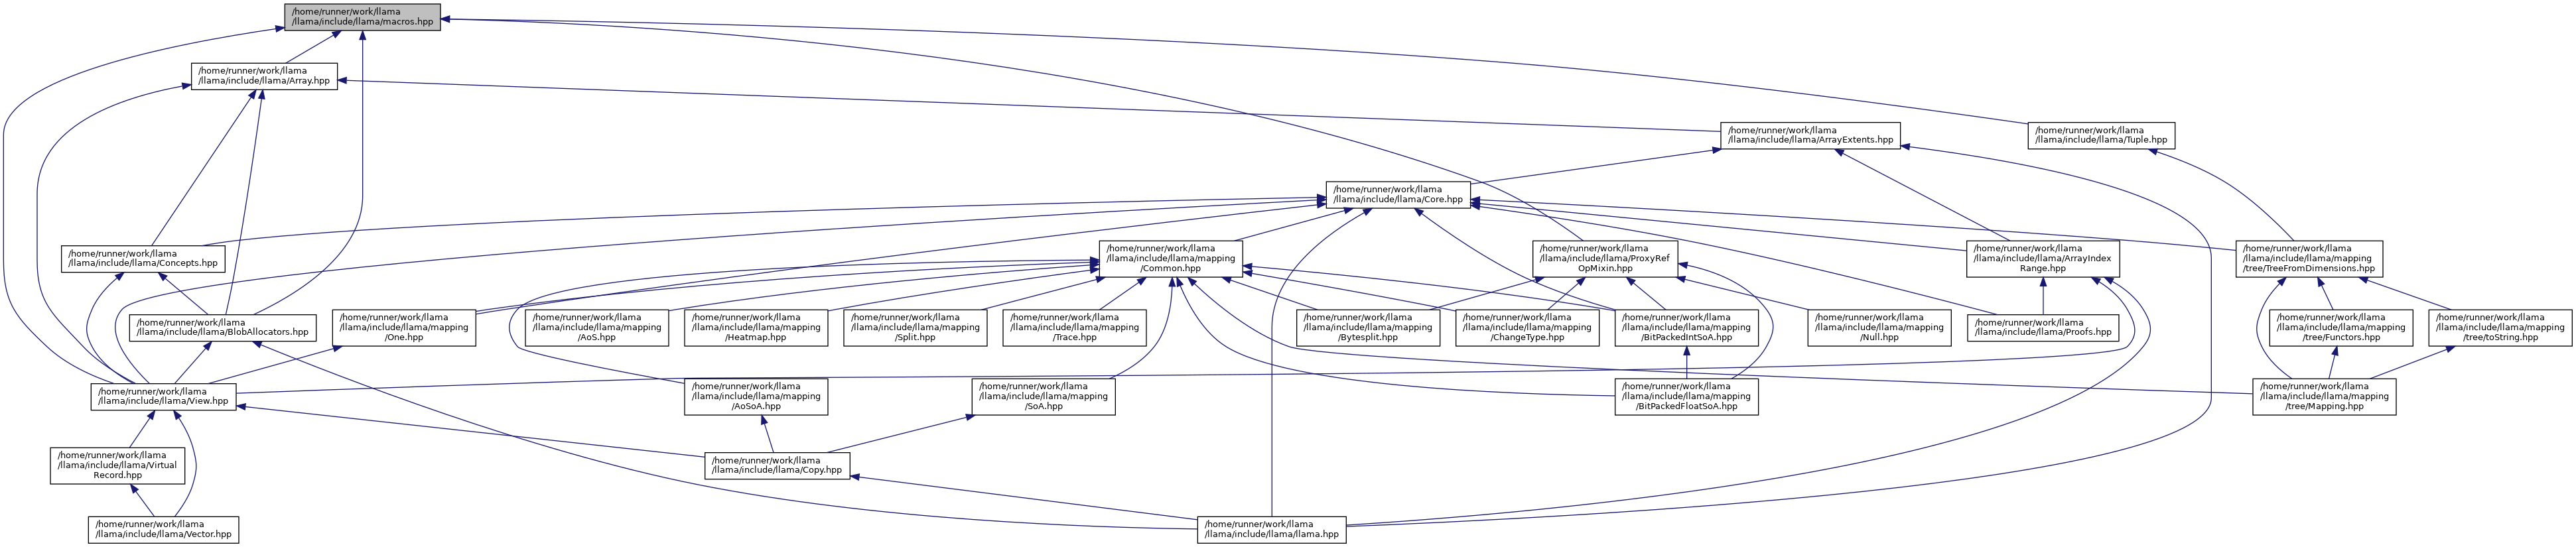 /home/runner/work/llama
/llama/include/llama/macros.hpp
/home/runner/work/llama
/llama/include/llama/Array.hpp
/home/runner/work/llama
/llama/include/llama/ArrayExtents.hpp
/home/runner/work/llama
/llama/include/llama/Tuple.hpp
/home/runner/work/llama
/llama/include/llama/Core.hpp
/home/runner/work/llama
/llama/include/llama/Concepts.hpp
/home/runner/work/llama
/llama/include/llama/mapping
/Common.hpp
/home/runner/work/llama
/llama/include/llama/ProxyRef
OpMixin.hpp
/home/runner/work/llama
/llama/include/llama/ArrayIndex
Range.hpp
/home/runner/work/llama
/llama/include/llama/mapping
/tree/TreeFromDimensions.hpp
/home/runner/work/llama
/llama/include/llama/BlobAllocators.hpp
/home/runner/work/llama
/llama/include/llama/mapping
/One.hpp
/home/runner/work/llama
/llama/include/llama/mapping
/AoS.hpp
/home/runner/work/llama
/llama/include/llama/mapping
/Heatmap.hpp
/home/runner/work/llama
/llama/include/llama/mapping
/Split.hpp
/home/runner/work/llama
/llama/include/llama/mapping
/Trace.hpp
/home/runner/work/llama
/llama/include/llama/mapping
/Bytesplit.hpp
/home/runner/work/llama
/llama/include/llama/mapping
/ChangeType.hpp
/home/runner/work/llama
/llama/include/llama/mapping
/BitPackedIntSoA.hpp
/home/runner/work/llama
/llama/include/llama/mapping
/Null.hpp
/home/runner/work/llama
/llama/include/llama/Proofs.hpp
/home/runner/work/llama
/llama/include/llama/mapping
/tree/Functors.hpp
/home/runner/work/llama
/llama/include/llama/mapping
/tree/toString.hpp
/home/runner/work/llama
/llama/include/llama/View.hpp
/home/runner/work/llama
/llama/include/llama/mapping
/AoSoA.hpp
/home/runner/work/llama
/llama/include/llama/mapping
/SoA.hpp
/home/runner/work/llama
/llama/include/llama/mapping
/BitPackedFloatSoA.hpp
/home/runner/work/llama
/llama/include/llama/mapping
/tree/Mapping.hpp
/home/runner/work/llama
/llama/include/llama/Virtual
Record.hpp
/home/runner/work/llama
/llama/include/llama/Copy.hpp
/home/runner/work/llama
/llama/include/llama/Vector.hpp
/home/runner/work/llama
/llama/include/llama/llama.hpp